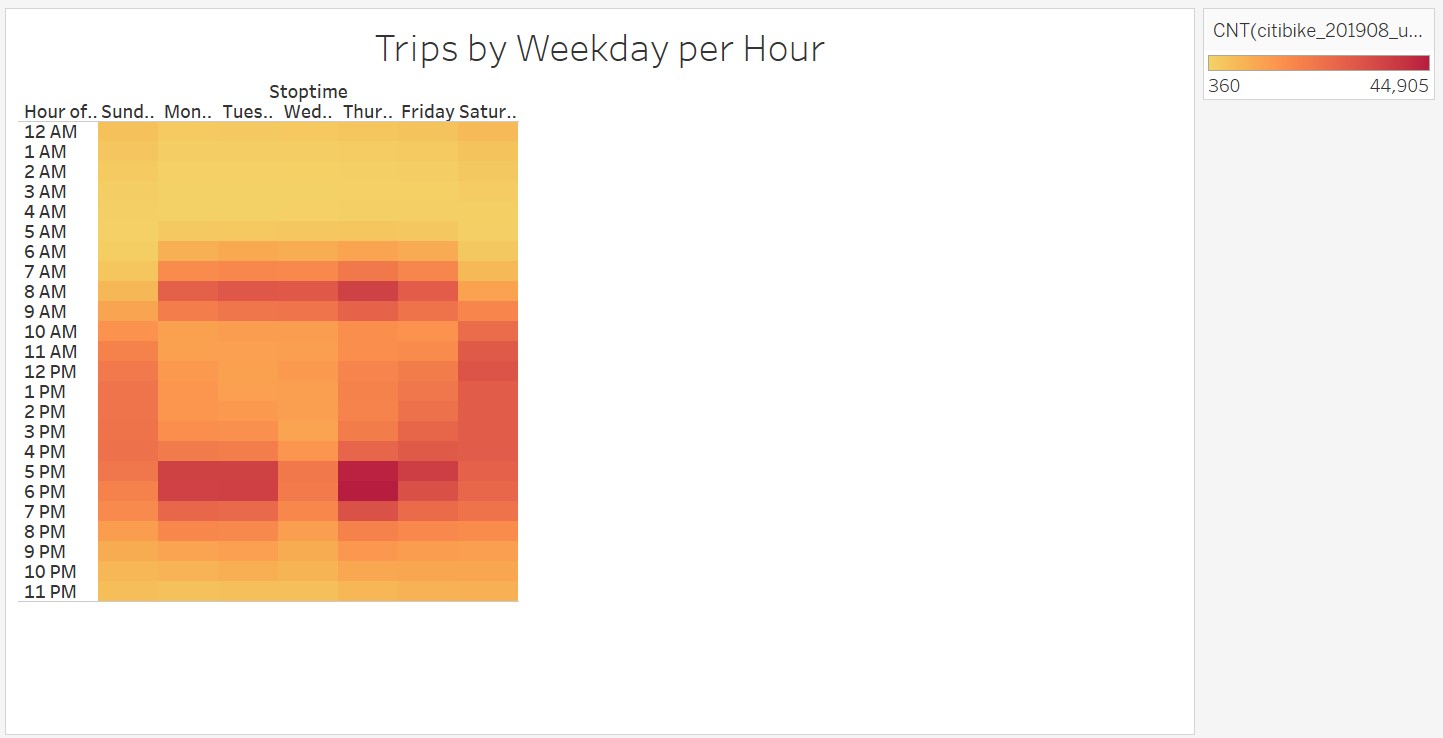 Trips by Weekday per Hour
Stoptime
Hour of.. Sund.. Mon.. Tues.. Wed.. Thur.. Friday Satur..
12 AM
1 AM
2 AM
3 AM
4 AM
5 AM
6 AM
7 AM
8 AM
9 AM
10 AM
11 AM
12 PM
1 PM
2 PM
3 PM
4 PM
5 PM
6 PM
7 PM
8 PM
9 PM
10 PM
11 PM
CNT(citibike_201908_u...
360 44,905